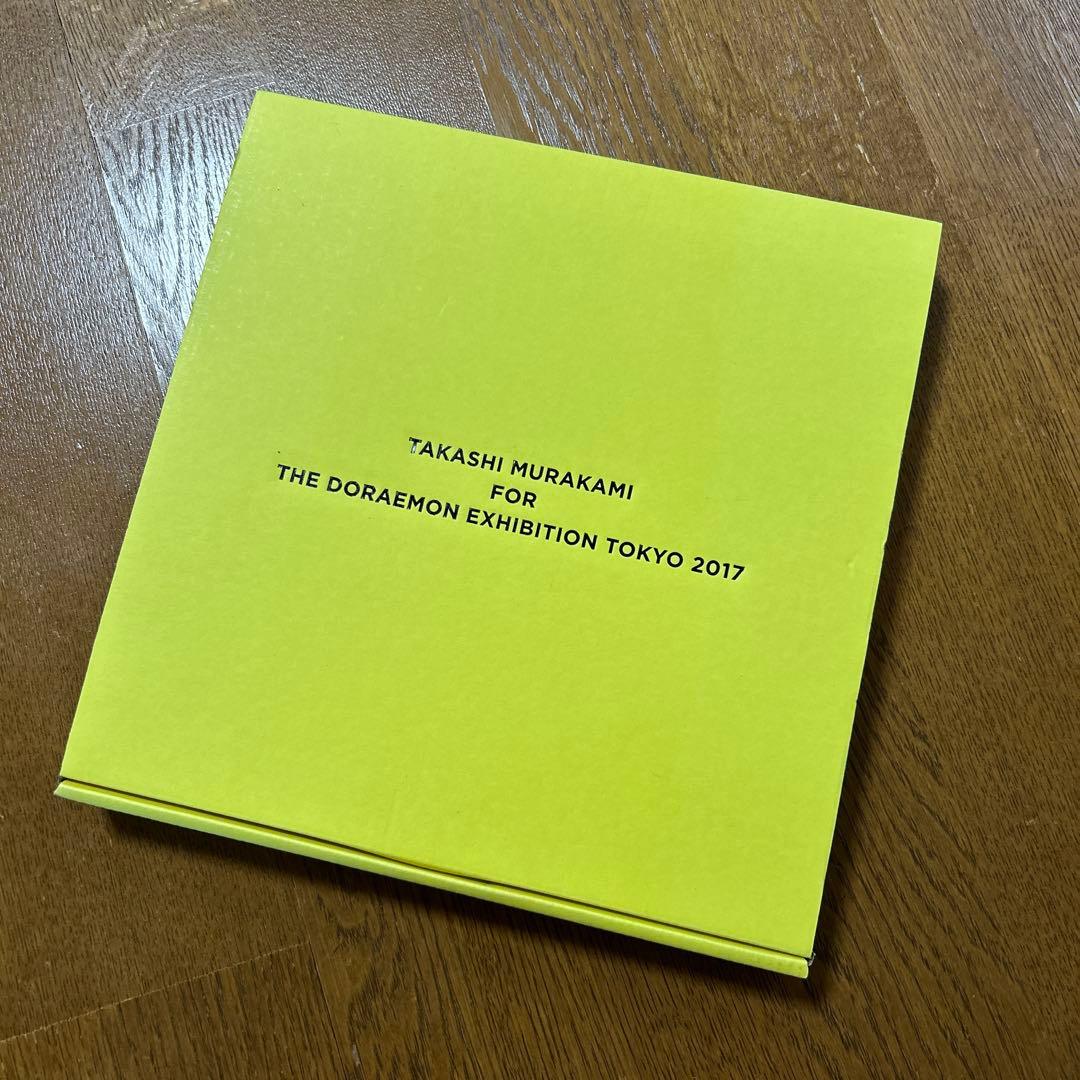 TAKASHI MURAKAMI
FOR
THE DORAEMON EXHIBITION TOKYO 2017